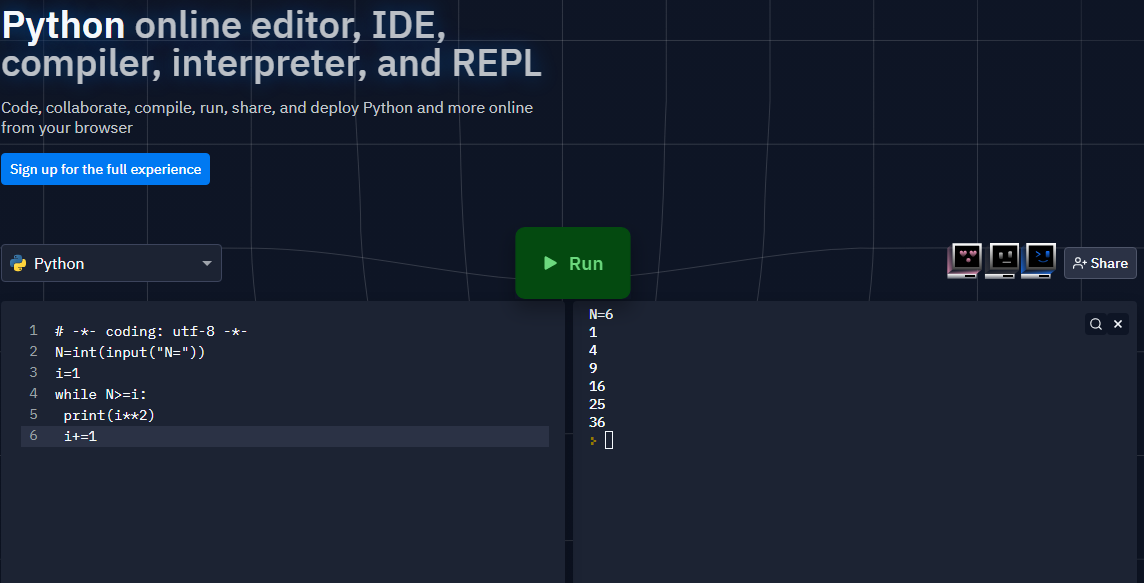 Python online editor, IDE,
compiler, interpreter, and REPL
Code, collaborate, compile, run, share, and deploy Python and more online
from your browser
Sign up for the full experience
Python
Run
Share
1 # -*- coding: utf-8 -*-
2 N=int(input("N="))
3 i=1
4 while N>=i:
5  print(i**2)
6  i+=1
N=6
1
4
9
16
25
36